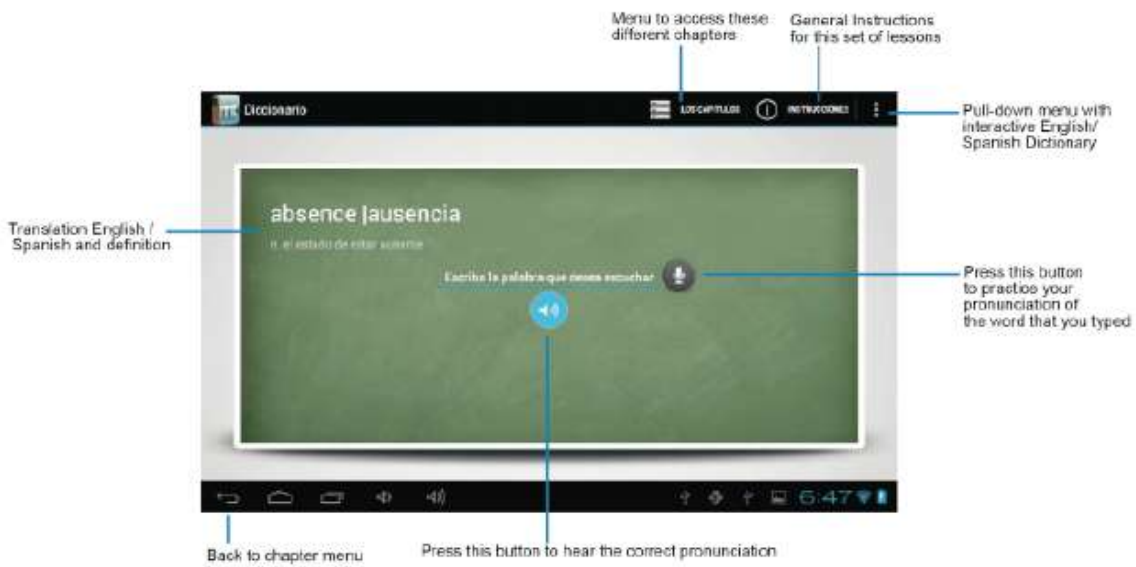 Menu to access these
different chapters
General Instructions
for this set of lessons
Diccionario
LOS CAPITULOS
INSTRUCCIONES
Pull-down menu with
interactive English/
Spanish Dictionary
absence |ausencia
n. el estado de estar ausente
Translation English /
Spanish and definition
Escriba la palabra que desea escuchar
Press this button
to practice your
pronunciation of
the word that you typed
6:47
Back to chapter menu
Press this button to hear the correct pronunciation